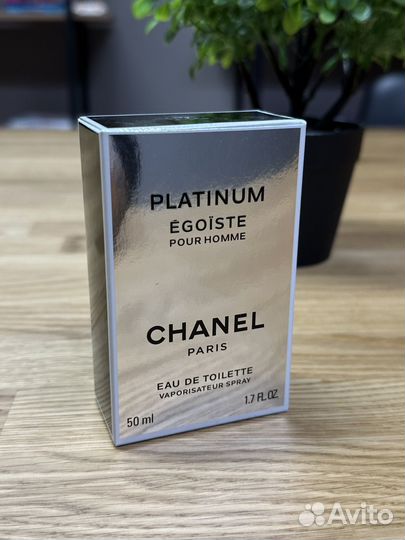 PLATINUM
ÉGOÏSTE
POUR HOMME
CHANEL
PARIS
EAU DE TOILETTE
VAPORISATEUR SPRAY
50 ml 1.7 FL.OZ
Avito